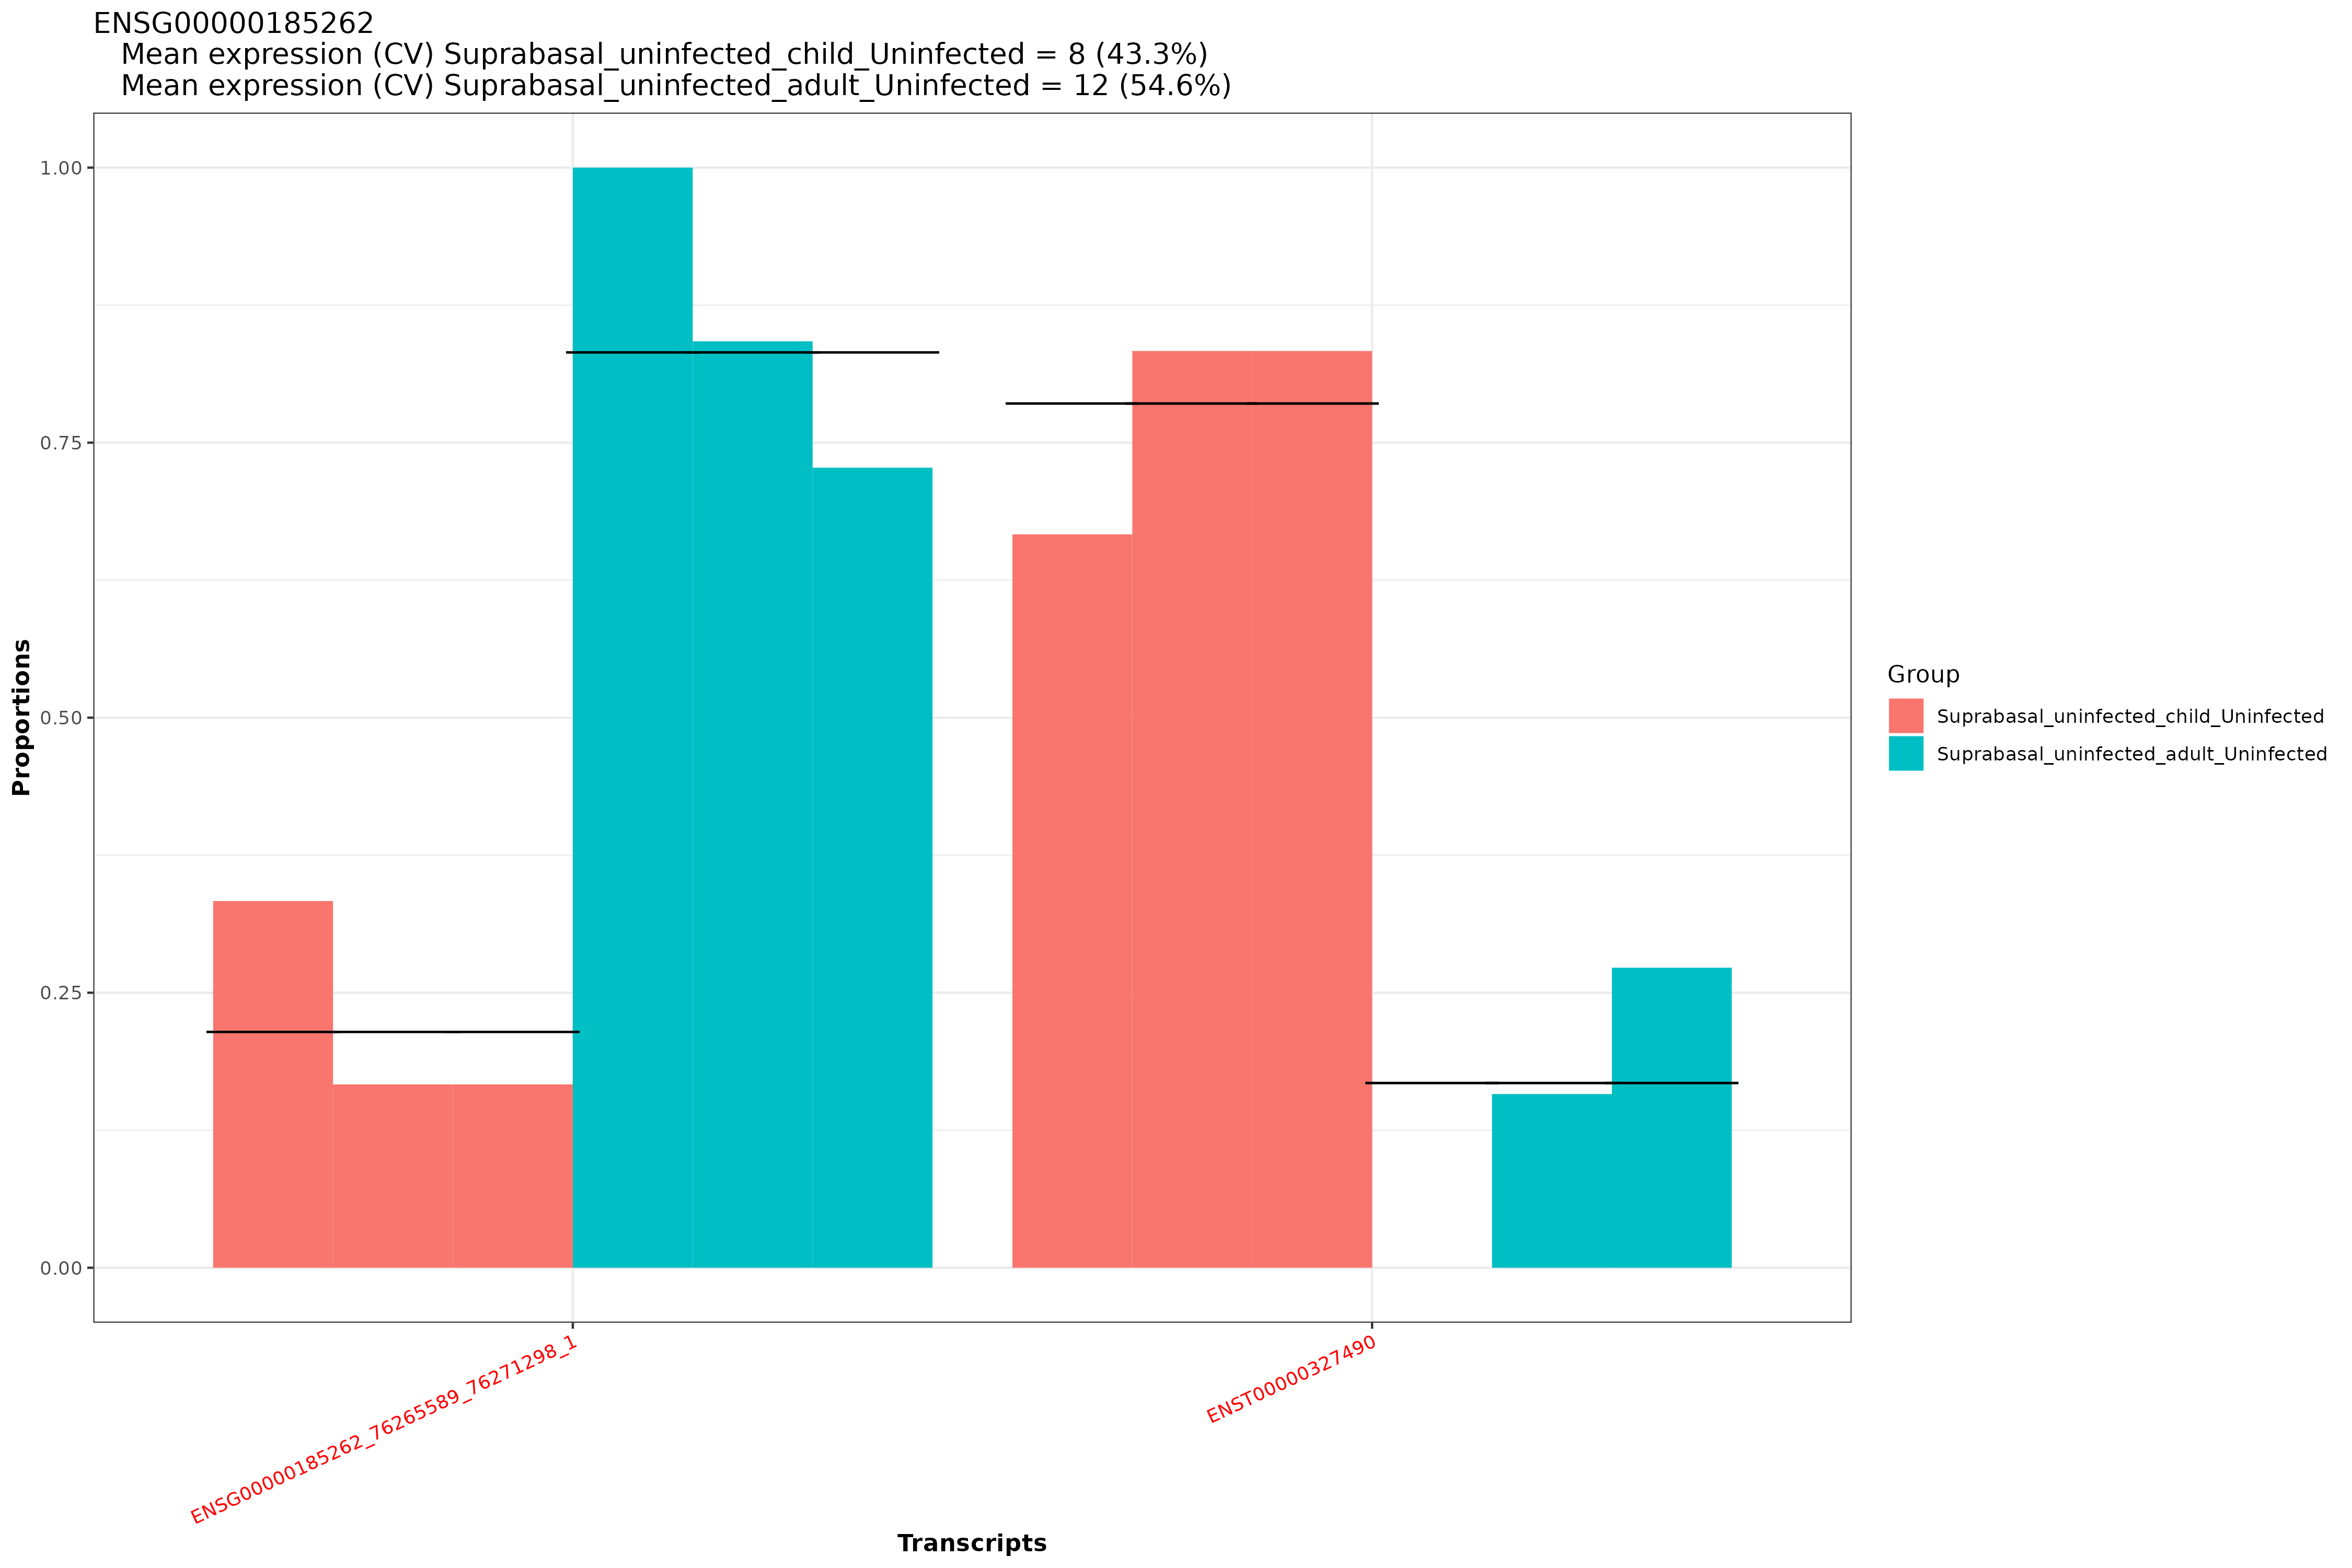 ENSG00000185262
Mean expression (CV) Suprabasal_uninfected_child_Uninfected = 8 (43.3%)
Mean expression (CV) Suprabasal_uninfected_adult_Uninfected = 12 (54.6%)
1.00
0.75
0.50
0.25
0.00
Proportions
Group
Suprabasal_uninfected_child_Uninfected
Suprabasal_uninfected_adult_Uninfected
ENSG00000185262_76265589_76271298_1
ENST00000327490
Transcripts